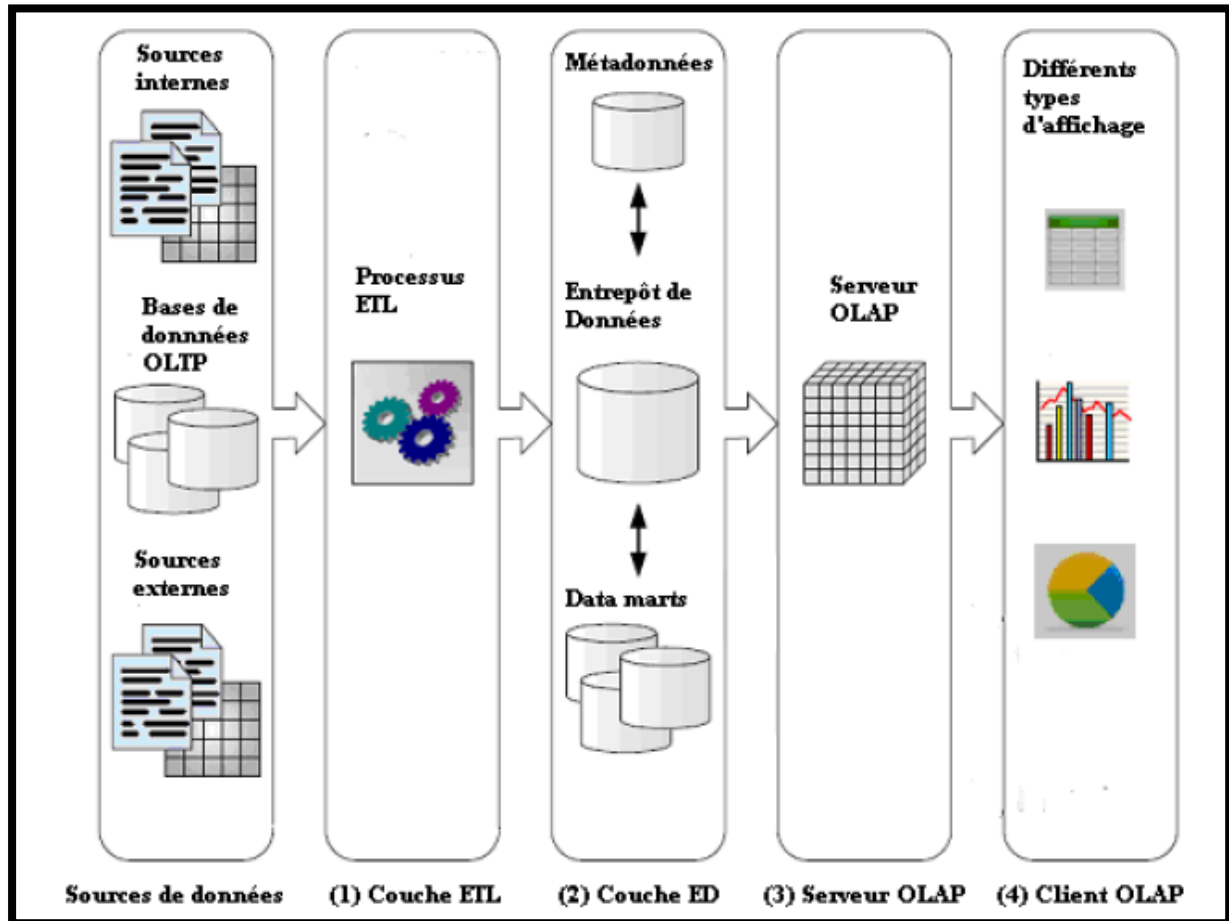 Sources
internes
Bases de
donnnées
OLTP
Sources
externes
Sources de données
Processus
ETL
(1) Couche ETL
Métadonnées
Entrepôt de
Données
Data marts
(2) Couche ED
Serveur
OLAP
(3) Serveur OLAP
Différents
types
d'affichage
(4) Client OLAP